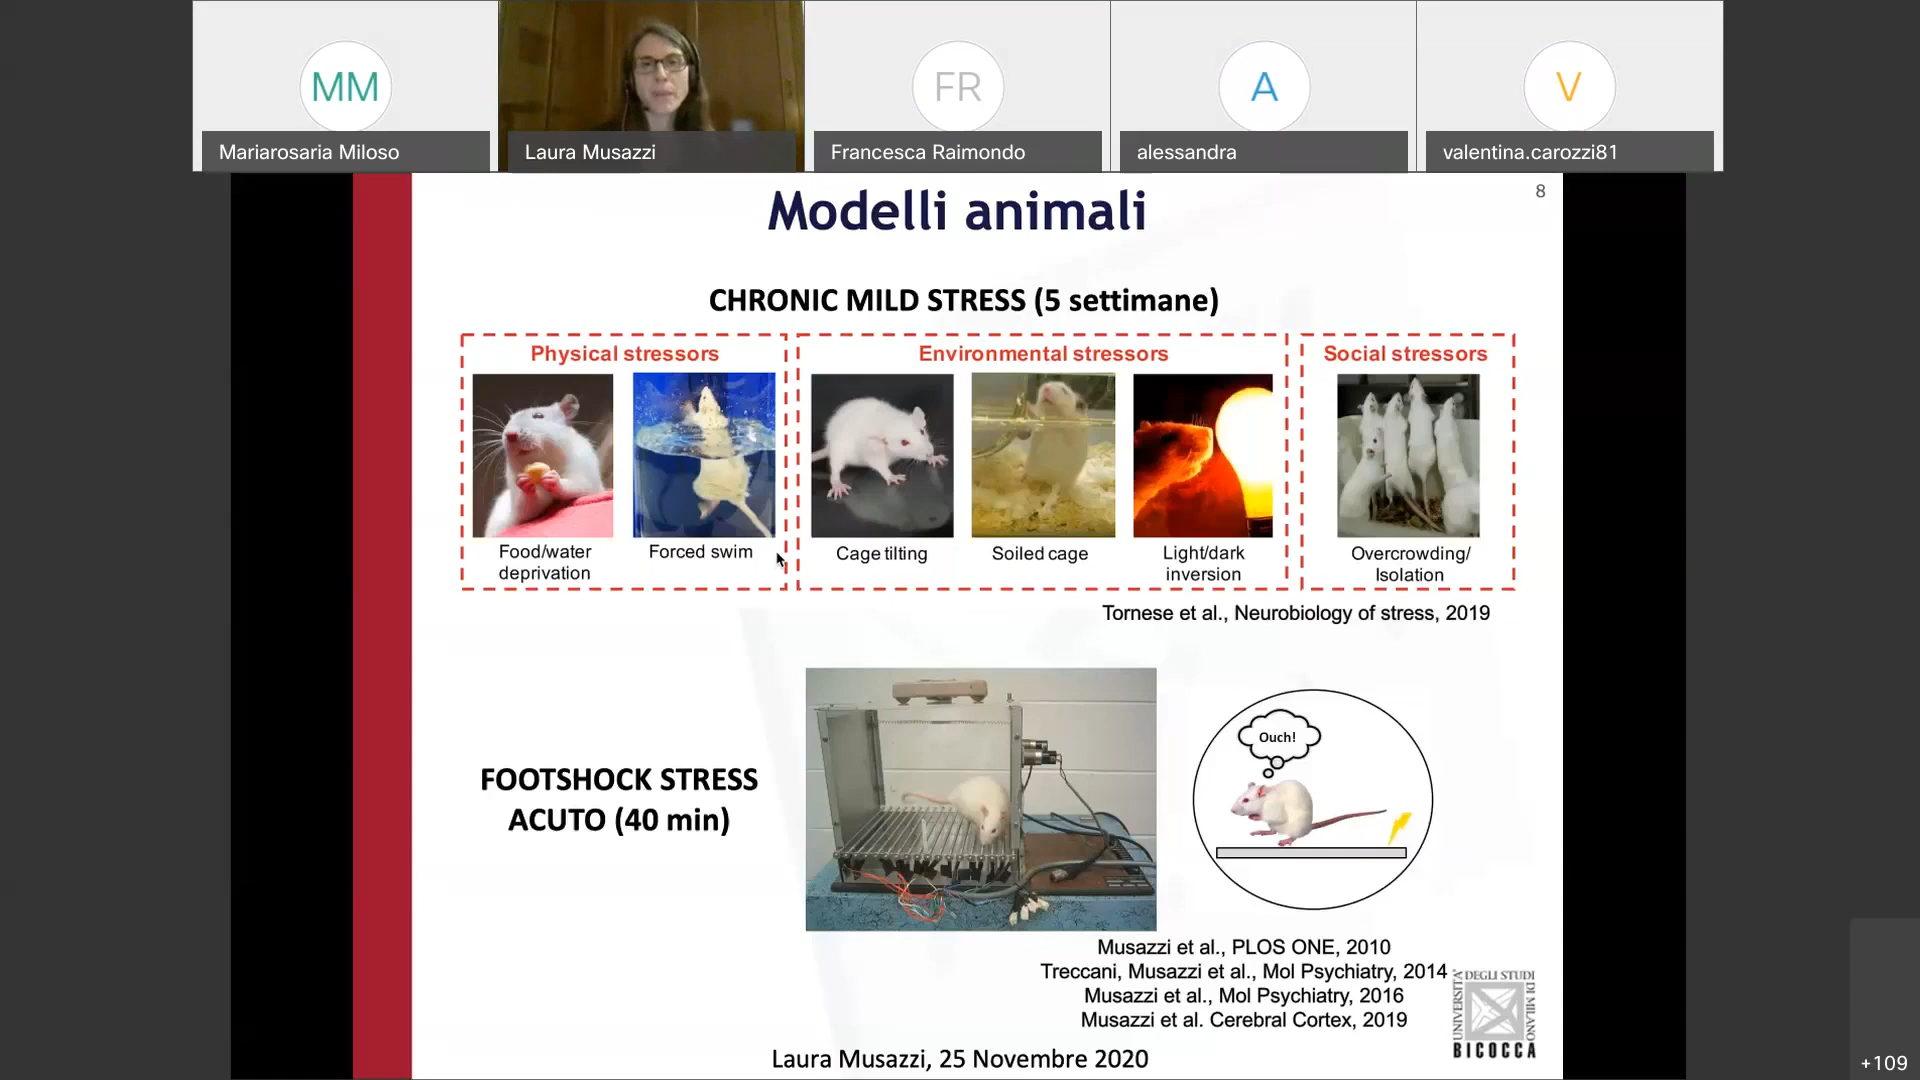 MM
FR
A
V
Mariarosaria Miloso
Laura Musazzi
Francesca Raimondo
alessandra
valentina.carozzi81
8
Modelli animali
CHRONIC MILD STRESS (5 settimane)
Physical stressors
Environmental stressors
Social stressors
Food/water
deprivation
Forced swim
Cage tilting
Soiled cage
Light/dark
inversion
Overcrowding/
Isolation
Tornese et al., Neurobiology of stress, 2019
FOOTSHOCK STRESS
ACUTO (40 min)
Ouch!
Musazzi et al., PLOS ONE, 2010
Treccani, Musazzi et al., Mol Psychiatry, 2014
Musazzi et al., Mol Psychiatry, 2016
Musazzi et al. Cerebral Cortex, 2019
UNIVERSITA'
DEGLI STUDI
DI MILANO
BICOCCA
Laura Musazzi, 25 Novembre 2020
+109